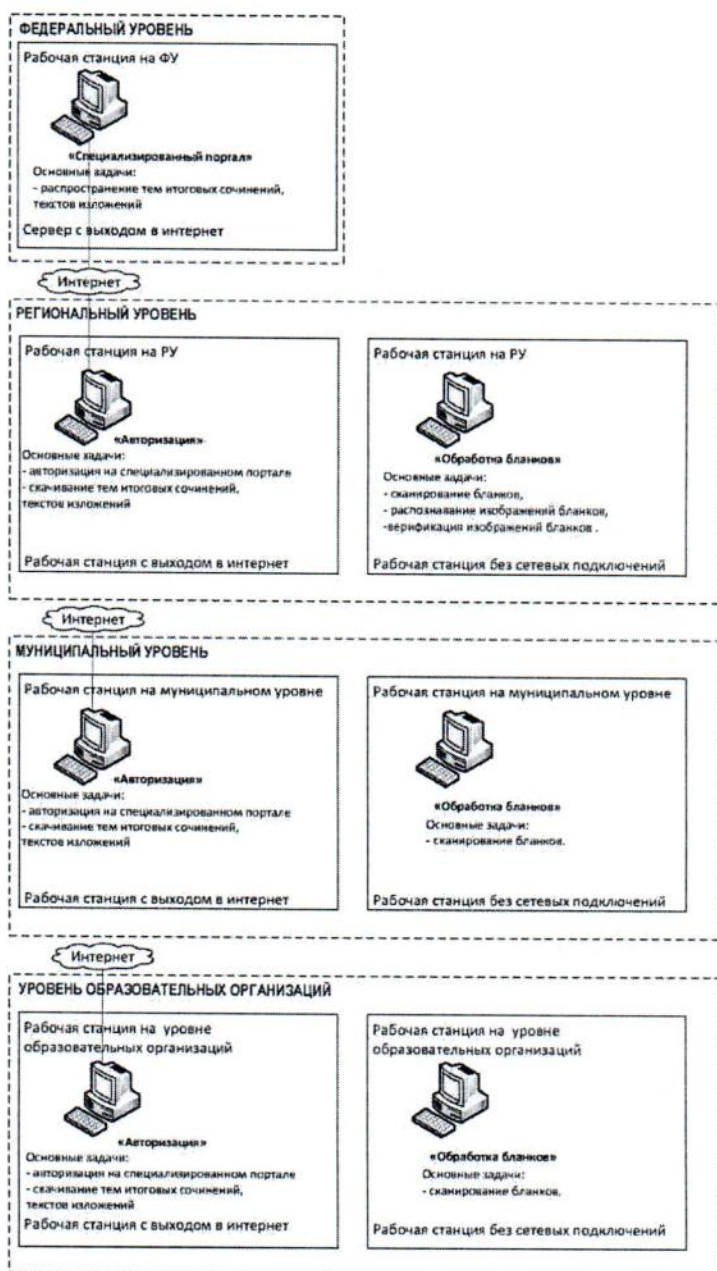 ФЕДЕРАЛЬНЫЙ УРОВЕНЬ
Рабочая станция на ФУ
«Специализированный портал»
Основные задачи:
- распространение тем итоговых сочинений,
текстов изложений
Сервер с выходом в интернет
Интернет
РЕГИОНАЛЬНЫЙ УРОВЕНЬ
Рабочая станция на РУ
«Авторизация»
Основные задачи:
- авторизация на специализированном портале
- скачивание тем итоговых сочинений,
текстов изложений
Рабочая станция с выходом в интернет
Рабочая станция на РУ
«Обработка бланков»
Основные задачи:
- сканирование бланков,
- распознавание изображений бланков,
-верификация изображений бланков .
Рабочая станция без сетевых подключений
Интернет
МУНИЦИПАЛЬНЫЙ УРОВЕНЬ
Рабочая станция на муниципальном уровне
«Авторизация»
Основные задачи:
- авторизация на специализированном портале
- скачивание тем итоговых сочинений,
текстов изложений
Рабочая станция с выходом в интернет
Рабочая станция на муниципальном уровне
«Обработка бланков»
Основные задачи:
- сканирование бланков.
Рабочая станция без сетевых подключений
Интернет
УРОВЕНЬ ОБРАЗОВАТЕЛЬНЫХ ОРГАНИЗАЦИЙ
Рабочая станция на уровне
образовательных организаций
«Авторизация»
Основные задачи:
- авторизация на специализированном портале
- скачивание тем итоговых сочинений,
текстов изложений
Рабочая станция с выходом в интернет
Рабочая станция на уровне
образовательных организаций
«Обработка бланков»
Основные задачи:
- сканирование бланков.
Рабочая станция без сетевых подключений